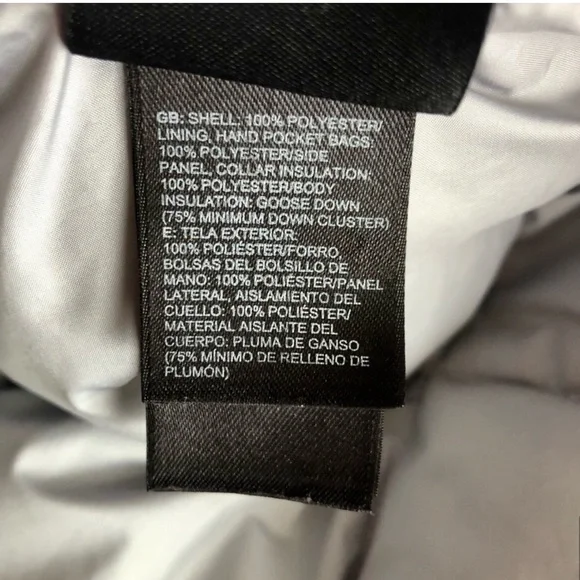 GB: SHELL: 100% POLYESTER/
LINING, HAND POCKET BAGS:
100% POLYESTER/SIDE
PANEL, COLLAR INSULATION:
100% POLYESTER/BODY
INSULATION: GOOSE DOWN
(75% MINIMUM DOWN CLUSTER)
E: TELA EXTERIOR:
100% POLIÉSTER/FORRO,
BOLSAS DEL BOLSILLO DE
MANO: 100% POLIÉSTER/PANEL
LATERAL, AISLAMIENTO DEL
CUELLO: 100% POLIÉSTER/
MATERIAL AISLANTE DEL
CUERPO: PLUMA DE GANSO
(75% MÍNIMO DE RELLENO DE
PLUMÓN)